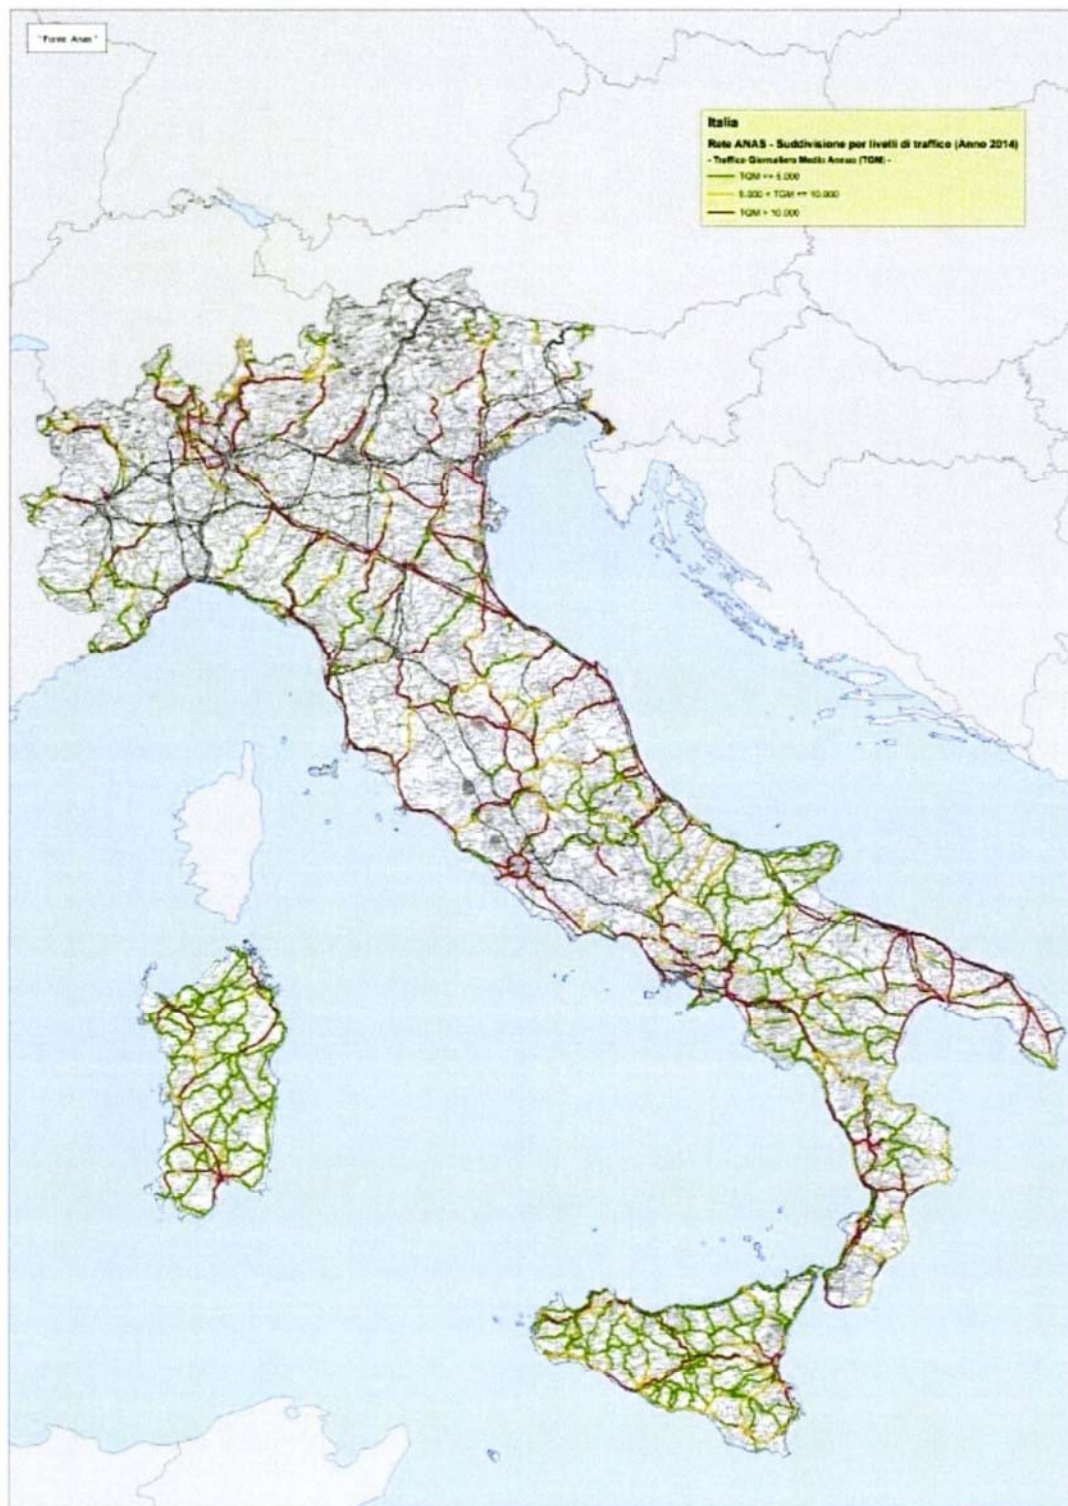 "Fonte: Anas"
Italia
Rete ANAS - Suddivisione per livelli di traffico (Anno 2014)
- Traffico Giornaliero Medio Annuo (TGM) -
TGM <= 5.000
5.000 < TGM <= 10.000
TGM > 10.000